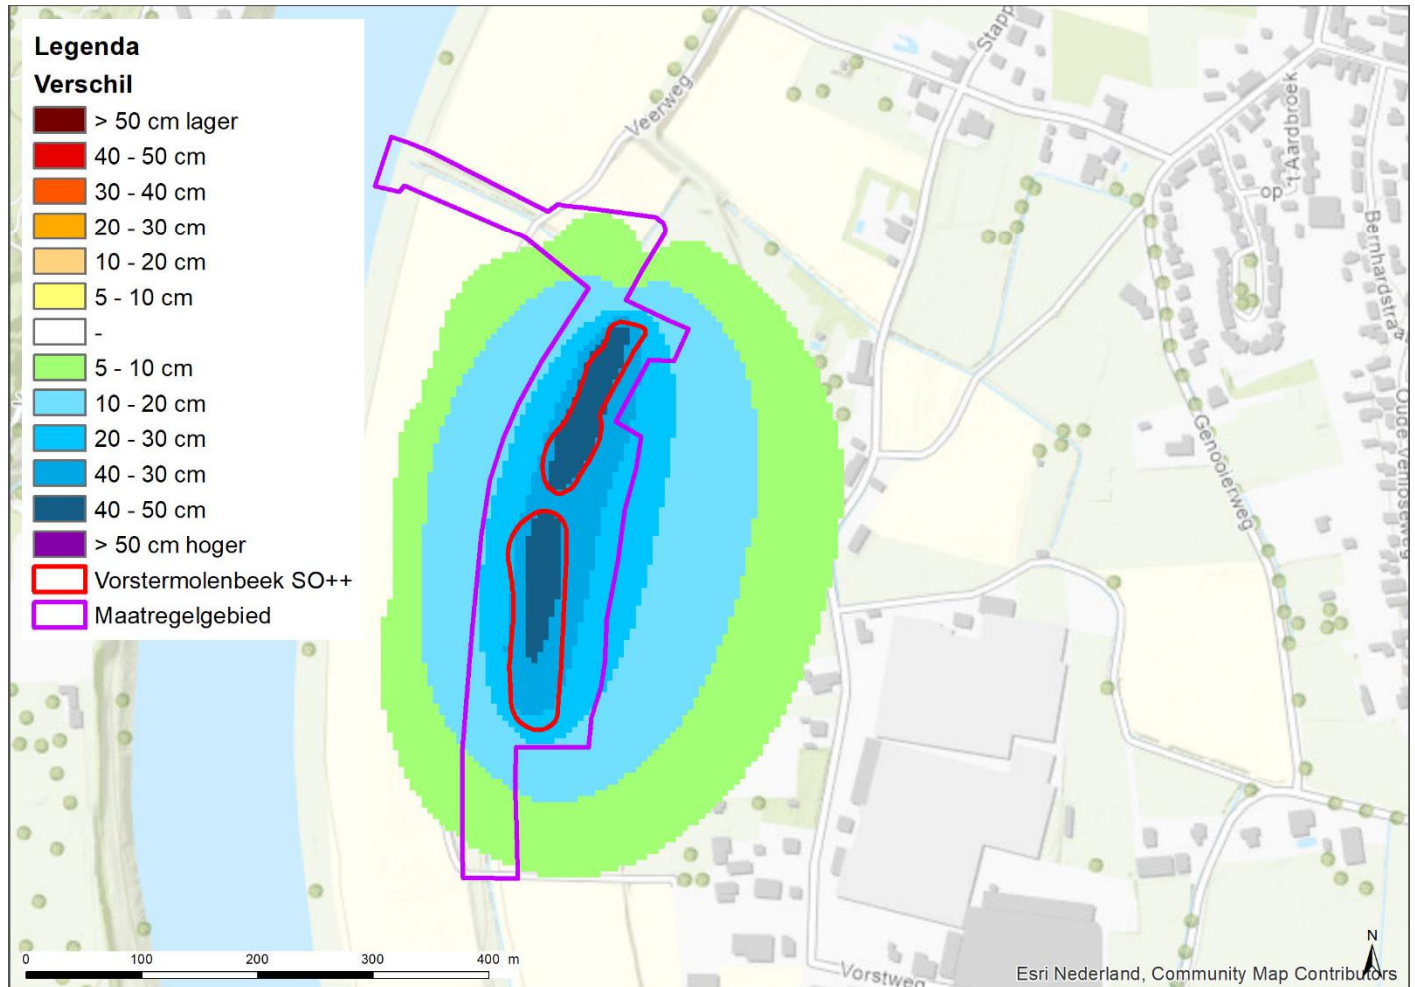 Legenda
Verschil
> 50 cm lager
40 - 50 cm
30 - 40 cm
20 - 30 cm
10 - 20 cm
5 - 10 cm
-
5 - 10 cm
10 - 20 cm
20 - 30 cm
40 - 30 cm
40 - 50 cm
> 50 cm hoger
Vorstermolenbeek SO++
Maatregelgebied
Veerweg
Stapp
't Aardbroek
op
Bernhardstra
Genooierweg
Oude Venloseweg
Vorstweg
0 100 200 300 400 m
N
Esri Nederland, Community Map Contributors